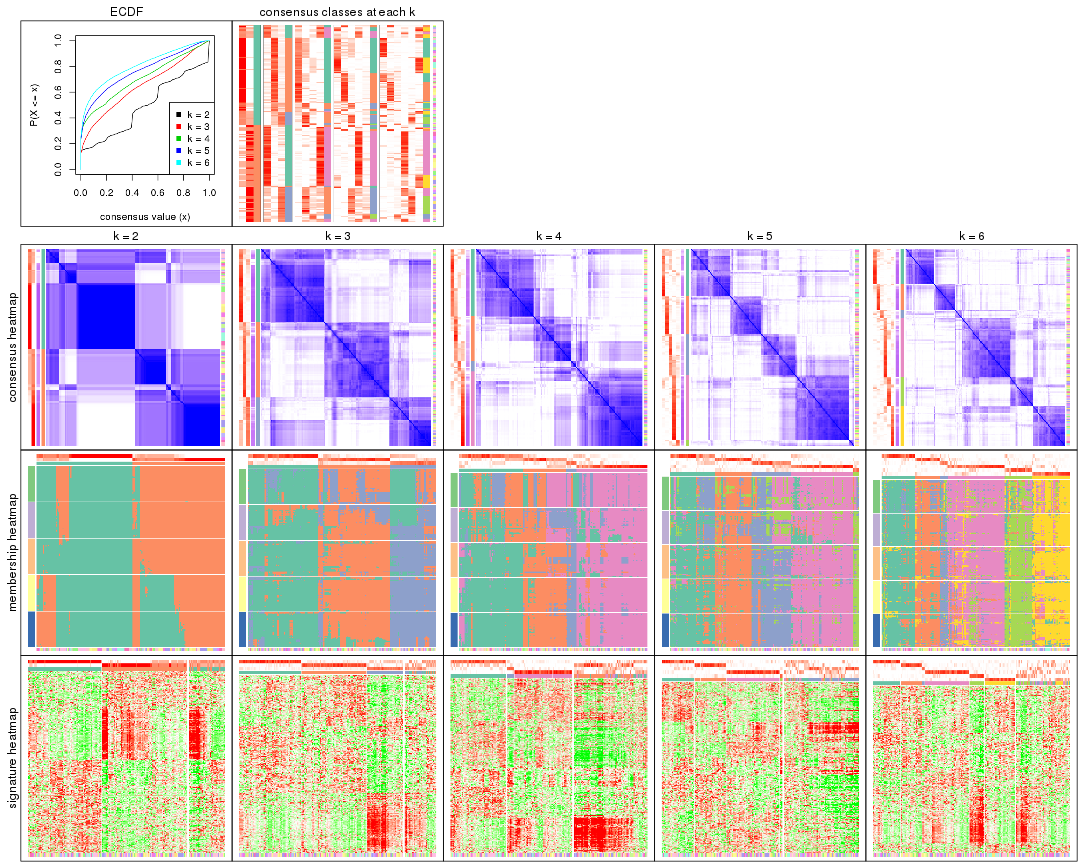 ECDF
consensus classes at each k
P(X <= x)
0.0 0.2 0.4 0.6 0.8 1.0
k = 2
k = 3
k = 4
k = 5
k = 6
0.0 0.2 0.4 0.6 0.8 1.0
consensus value (x)
k = 2
k = 3
k = 4
k = 5
k = 6
consensus heatmap
membership heatmap
signature heatmap